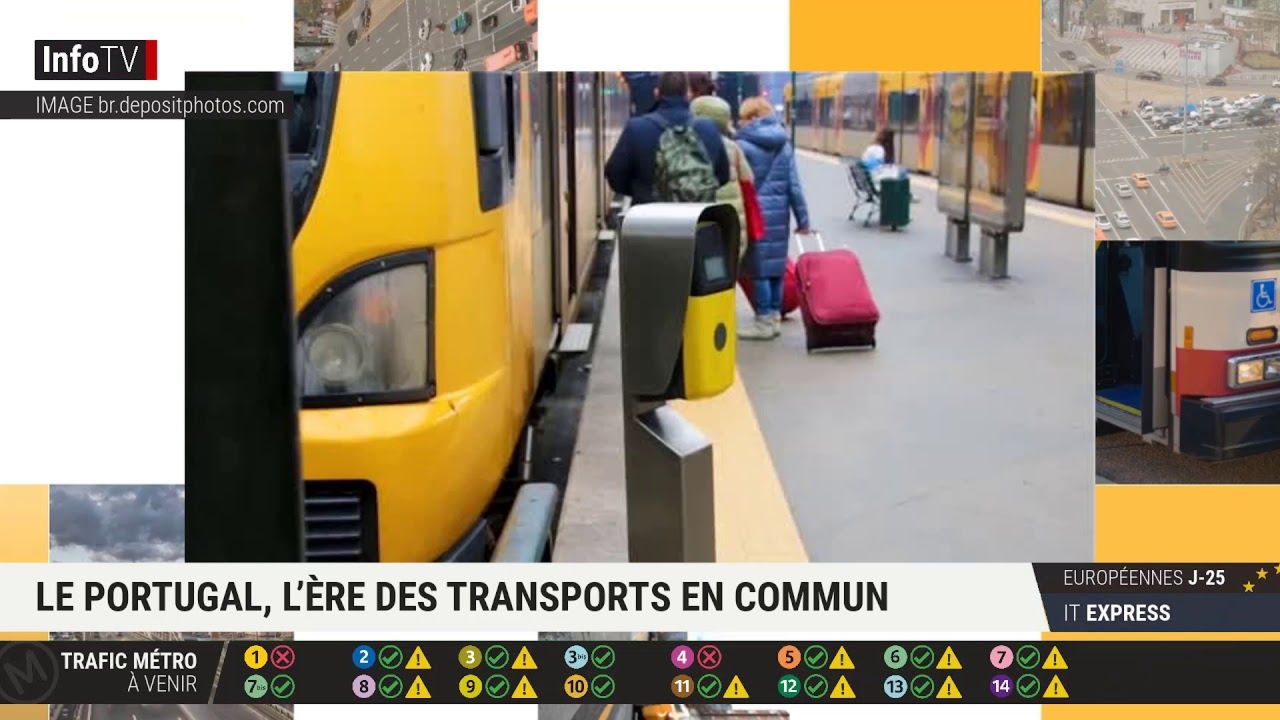 InfoTV
IMAGE br.depositphotos.com
LE PORTUGAL, L'ÈRE DES TRANSPORTS EN COMMUN
EUROPÉENNES J-25
IT EXPRESS
M
TRAFIC MÉTRO
À VENIR
1 2 3 3bis 4 5 6 7
7bis 8 9 10 11 12 13 14